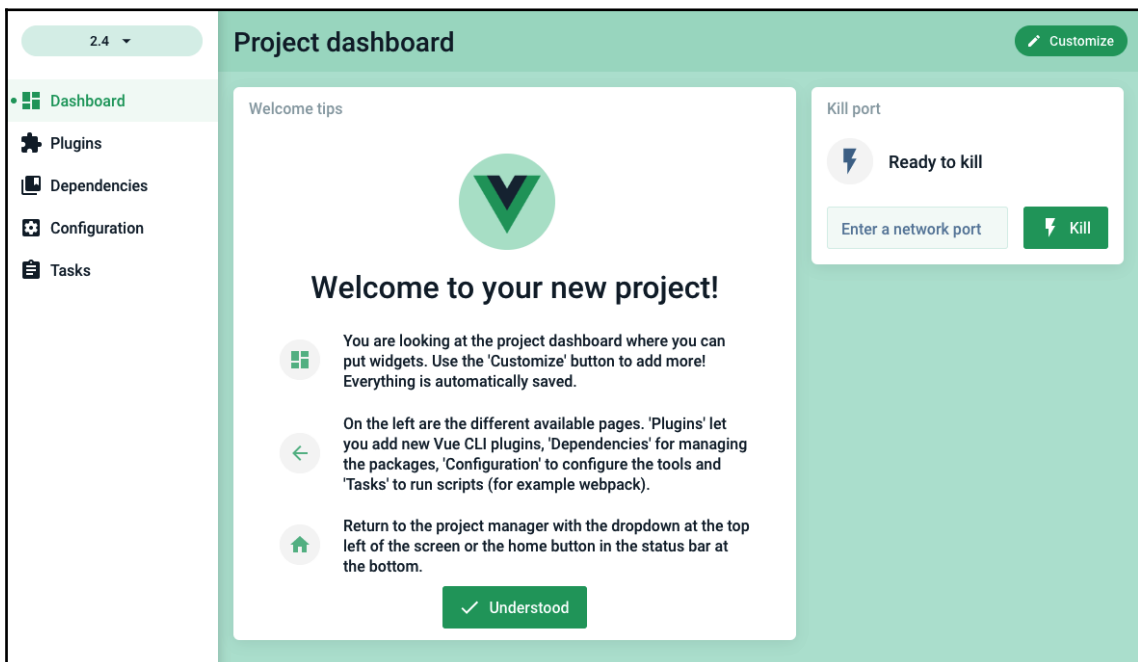 2.4
Project dashboard
Customize
Dashboard
Plugins
Dependencies
Configuration
Tasks
Welcome tips
Welcome to your new project!
You are looking at the project dashboard where you can
put widgets. Use the 'Customize' button to add more!
Everything is automatically saved.
On the left are the different available pages. 'Plugins' let
you add new Vue CLI plugins, 'Dependencies' for managing
the packages, 'Configuration' to configure the tools and
'Tasks' to run scripts (for example webpack).
Return to the project manager with the dropdown at the top
left of the screen or the home button in the status bar at
the bottom.
Understood
Kill port
Ready to kill
Enter a network port
Kill